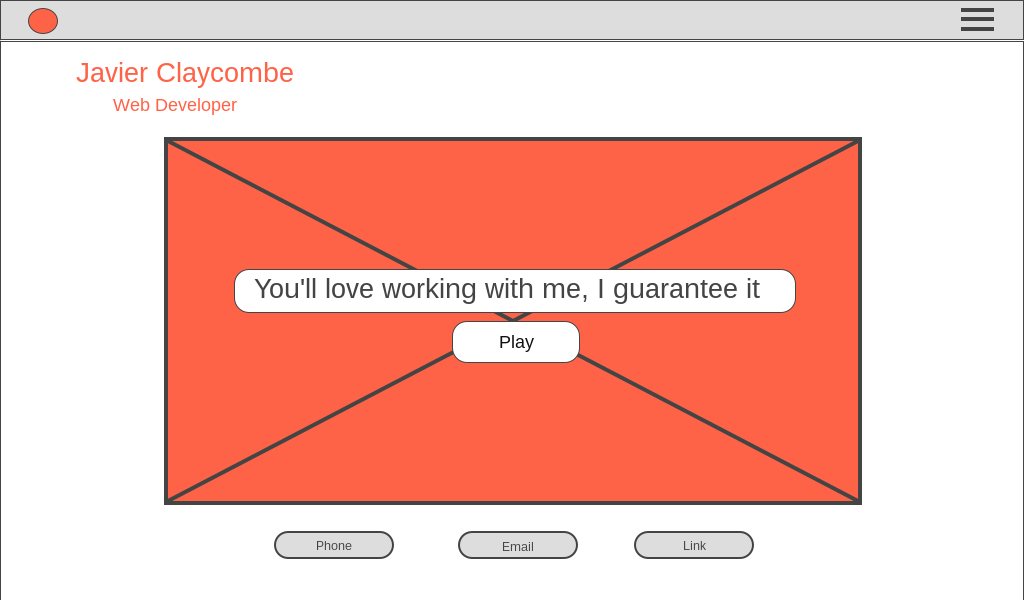 Javier Claycombe
Web Developer
You'll love working with me, I guarantee it
Play
Phone
Email
Link